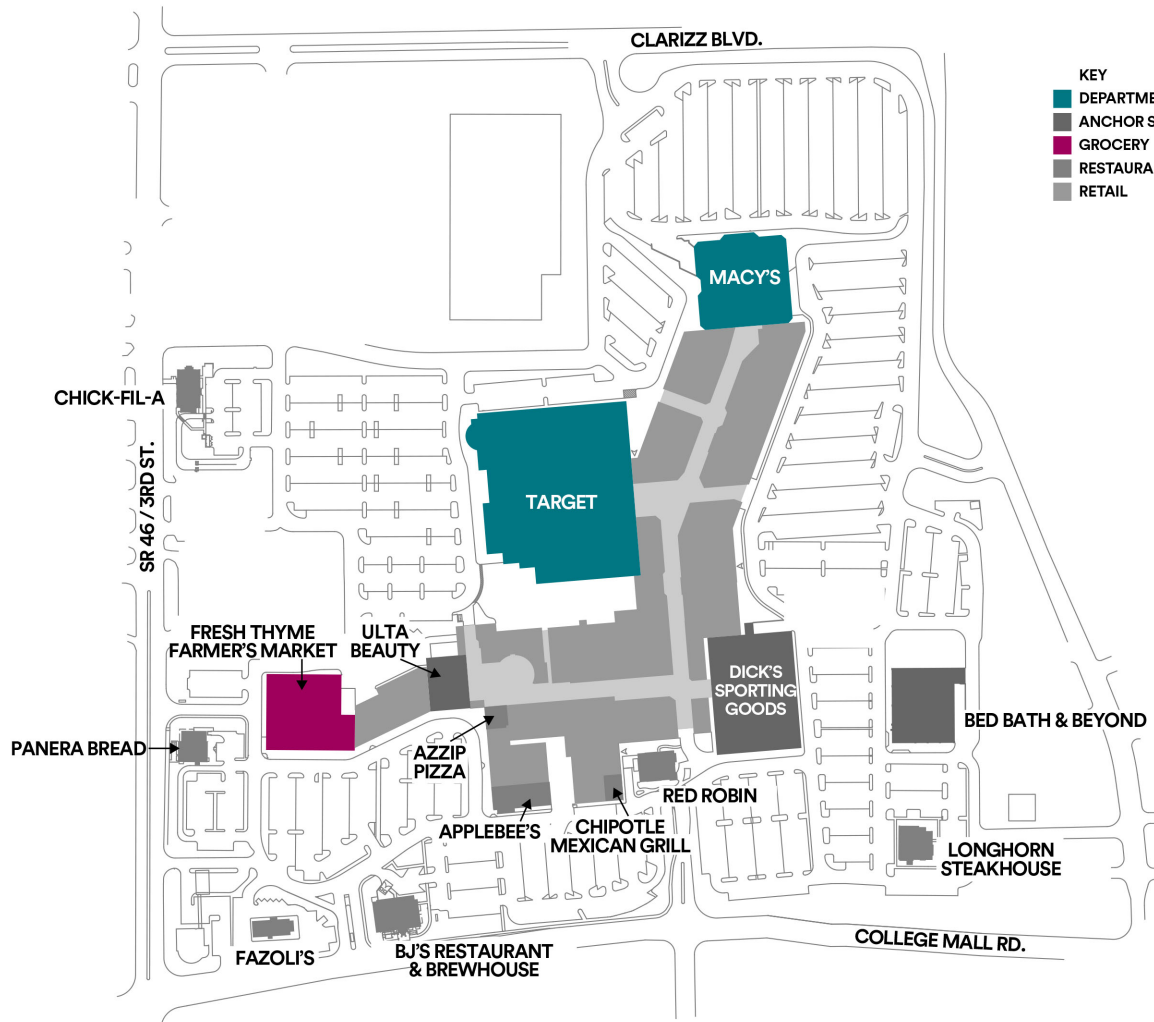 CLARIZZ BLVD.
KEY
DEPARTME
ANCHOR S
GROCERY
RESTAURA
RETAIL
MACY'S
CHICK-FIL-A
SR 46 / 3RD ST.
TARGET
FRESH THYME
FARMER'S MARKET
ULTA
BEAUTY
DICK'S
SPORTING
GOODS
BED BATH & BEYOND
PANERA BREAD
AZZIP
PIZZA
RED ROBIN
APPLEBEE'S
CHIPOTLE
MEXICAN GRILL
LONGHORN
STEAKHOUSE
FAZOLI'S
BJ'S RESTAURANT
& BREWHOUSE
COLLEGE MALL RD.